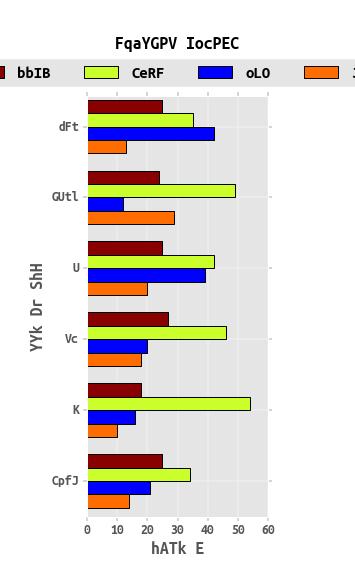 FqaYGPV IocPEC
bbIB CeRF oLO
dFt
GUtl
U
Vc
K
CpfJ
YYk Dr ShH
0 10 20 30 40 50 60
hATk E